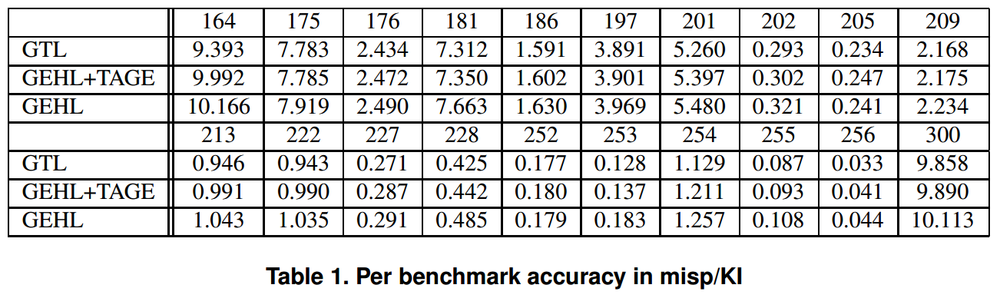 164 175 176 181 186 197 201 202 205 209
GTL 9.393 7.783 2.434 7.312 1.591 3.891 5.260 0.293 0.234 2.168
GEHL+TAGE 9.992 7.785 2.472 7.350 1.602 3.901 5.397 0.302 0.247 2.175
GEHL 10.166 7.919 2.490 7.663 1.630 3.969 5.480 0.321 0.241 2.234
213 222 227 228 252 253 254 255 256 300
GTL 0.946 0.943 0.271 0.425 0.177 0.128 1.129 0.087 0.033 9.858
GEHL+TAGE 0.991 0.990 0.287 0.442 0.180 0.137 1.211 0.093 0.041 9.890
GEHL 1.043 1.035 0.291 0.485 0.179 0.183 1.257 0.108 0.044 10.113
Table 1. Per benchmark accuracy in misp/KI